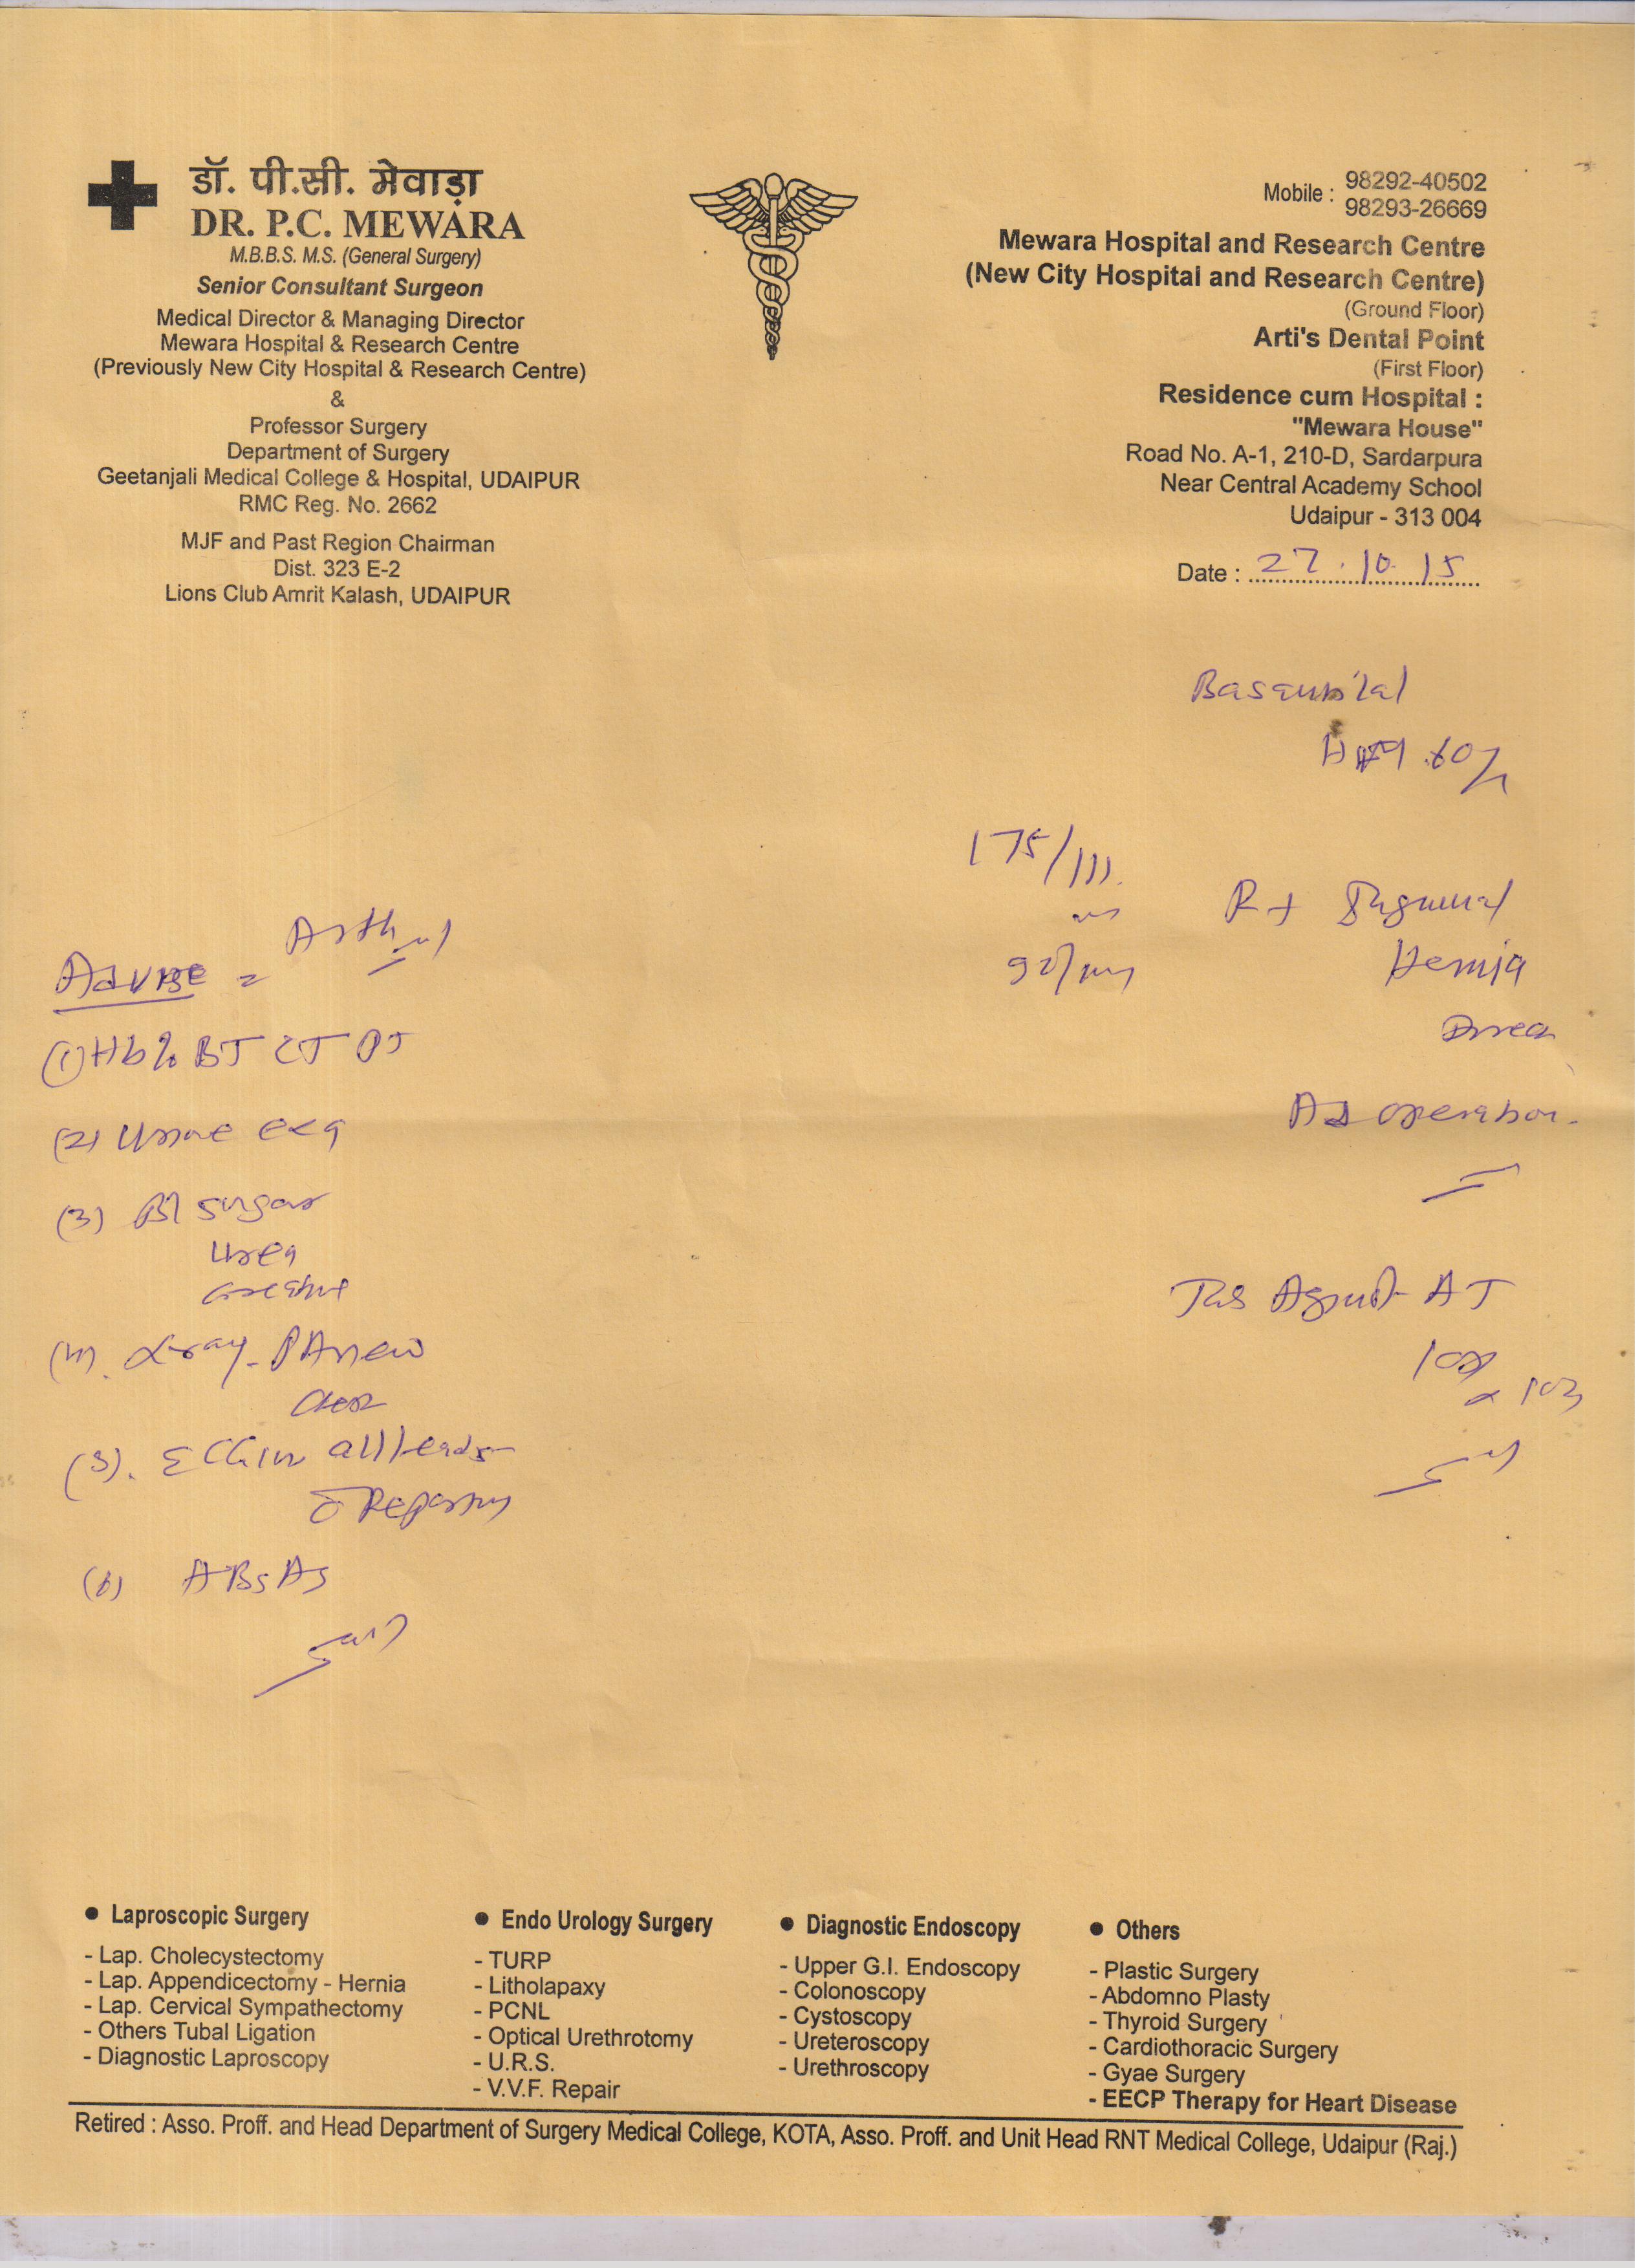 डॉ. पी.सी. मेवाड़ा
DR. P.C. MEWARA
M.B.B.S. M.S. (General Surgery)
Senior Consultant Surgeon
Medical Director & Managing Director
Mewara Hospital & Research Centre
(Previously New City Hospital & Research Centre)
&
Professor Surgery
Department of Surgery
Geetanjali Medical College & Hospital, UDAIPUR
RMC Reg. No. 2662
MJF and Past Region Chairman
Dist. 323 E-2
Lions Club Amrit Kalash, UDAIPUR
Mobile : 98292-40502
98293-26669
Mewara Hospital and Research Centre
(New City Hospital and Research Centre)
(Ground Floor)
Arti's Dental Point
(First Floor)
Residence cum Hospital :
"Mewara House"
Road No. A-1, 210-D, Sardarpura
Near Central Academy School
Udaipur - 313 004
Date : 27.10.15
175/111
Rt Inguinal
Hernia
Ad operation.
Advise =
(1) Hb% BT CT PT
(2) Urine
(3) Bl sugar
Urea
(4). X-ray - PA view
Chest
(5). ECG in all leads
Reporting
(6)
● Laproscopic Surgery
- Lap. Cholecystectomy
- Lap. Appendicectomy - Hernia
- Lap. Cervical Sympathectomy
- Others Tubal Ligation
- Diagnostic Laproscopy
● Endo Urology Surgery
- TURP
- Litholapaxy
- PCNL
- Optical Urethrotomy
- U.R.S.
- V.V.F. Repair
● Diagnostic Endoscopy
- Upper G.I. Endoscopy
- Colonoscopy
- Cystoscopy
- Ureteroscopy
- Urethroscopy
● Others
- Plastic Surgery
- Abdomno Plasty
- Thyroid Surgery
- Cardiothoracic Surgery
- Gyae Surgery
- EECP Therapy for Heart Disease
Retired : Asso. Proff. and Head Department of Surgery Medical College, KOTA, Asso. Proff. and Unit Head RNT Medical College, Udaipur (Raj.)